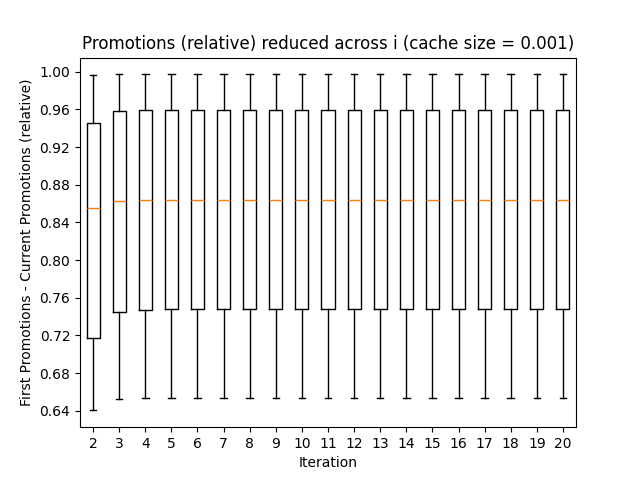 Promotions (relative) reduced across i (cache size = 0.001)
First Promotions - Current Promotions (relative)
1.00
0.96
0.92
0.88
0.84
0.80
0.76
0.72
0.68
0.64
2 3 4 5 6 7 8 9 10 11 12 13 14 15 16 17 18 19 20
Iteration